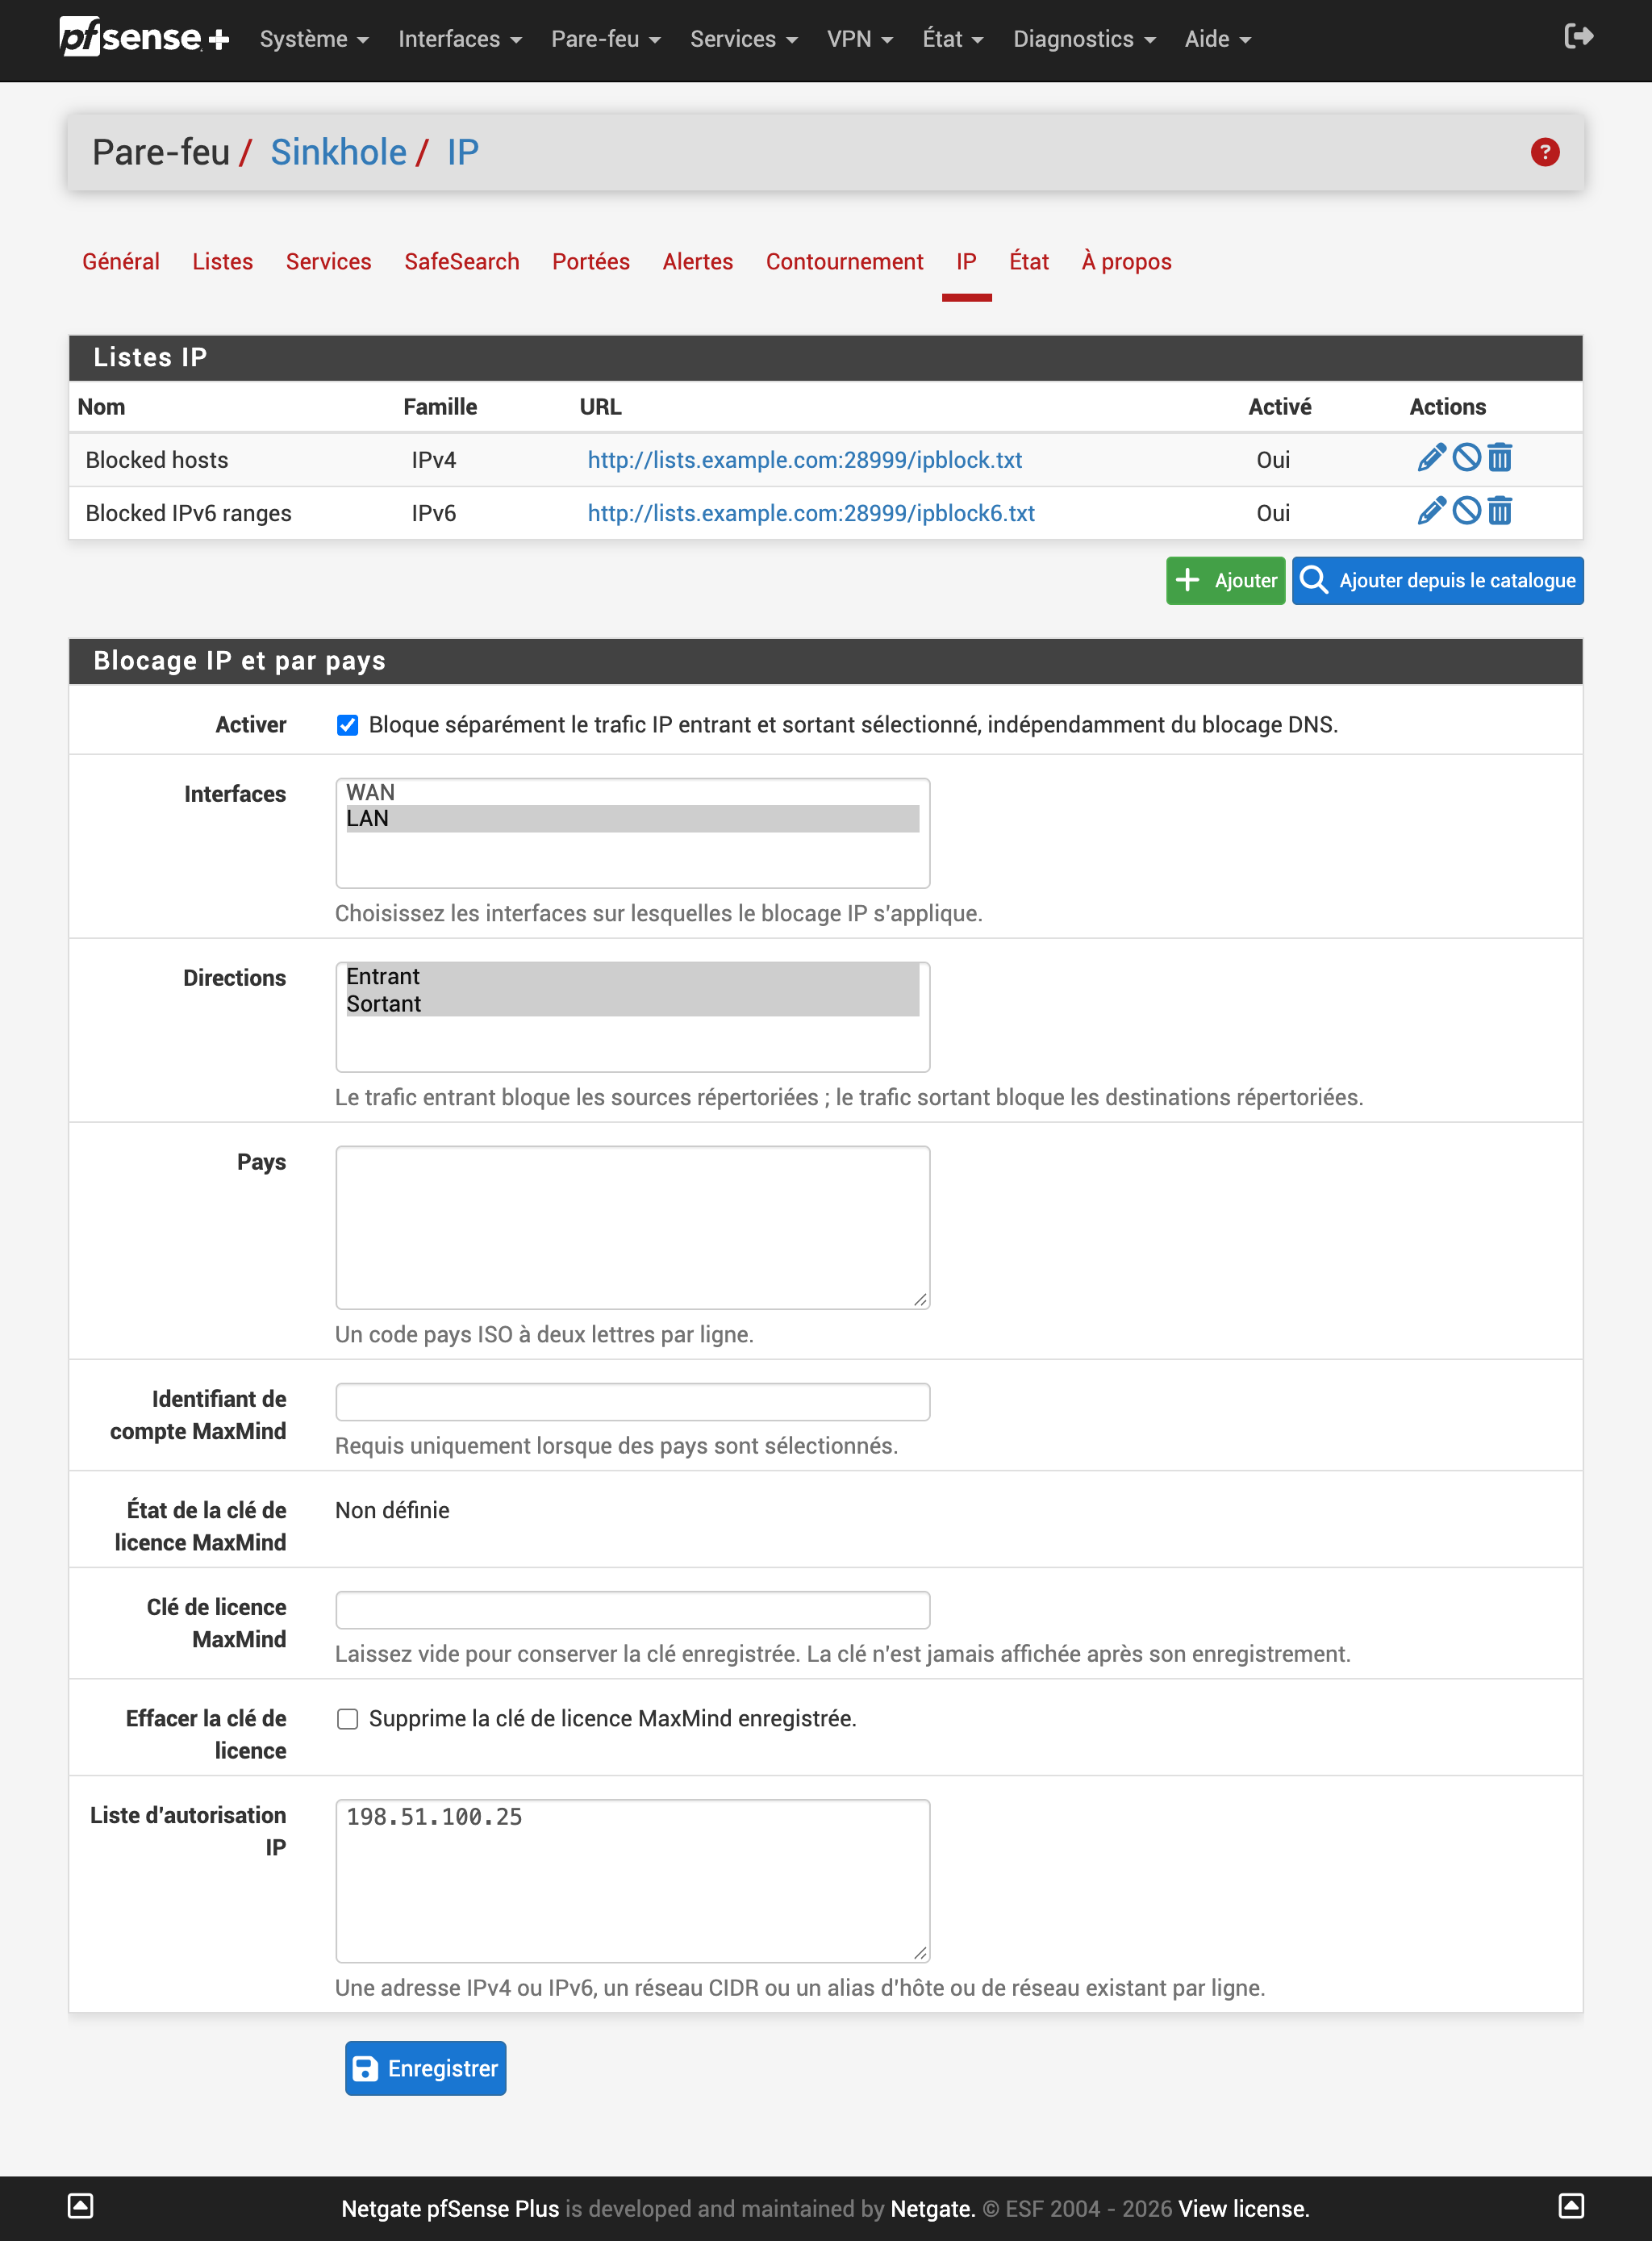 pfsense+ Système Interfaces Pare-feu Services VPN État Diagnostics Aide
Pare-feu / Sinkhole / IP
Général Listes Services SafeSearch Portées Alertes Contournement IP État À propos
Listes IP
Nom Famille URL Activé Actions
Blocked hosts IPv4 http://lists.example.com:28999/ipblock.txt Oui
Blocked IPv6 ranges IPv6 http://lists.example.com:28999/ipblock6.txt Oui
Ajouter Ajouter depuis le catalogue
Blocage IP et par pays
Activer Bloque séparément le trafic IP entrant et sortant sélectionné, indépendamment du blocage DNS.
Interfaces
WAN
LAN
Choisissez les interfaces sur lesquelles le blocage IP s'applique.
Directions
Entrant
Sortant
Le trafic entrant bloque les sources répertoriées ; le trafic sortant bloque les destinations répertoriées.
Pays
Un code pays ISO à deux lettres par ligne.
Identifiant de
compte MaxMind
Requis uniquement lorsque des pays sont sélectionnés.
État de la clé de
licence MaxMind
Non définie
Clé de licence
MaxMind
Laissez vide pour conserver la clé enregistrée. La clé n'est jamais affichée après son enregistrement.
Effacer la clé de
licence
Supprime la clé de licence MaxMind enregistrée.
Liste d'autorisation
IP
198.51.100.25
Une adresse IPv4 ou IPv6, un réseau CIDR ou un alias d'hôte ou de réseau existant par ligne.
Enregistrer
Netgate pfSense Plus is developed and maintained by Netgate. © ESF 2004 - 2026 View license.